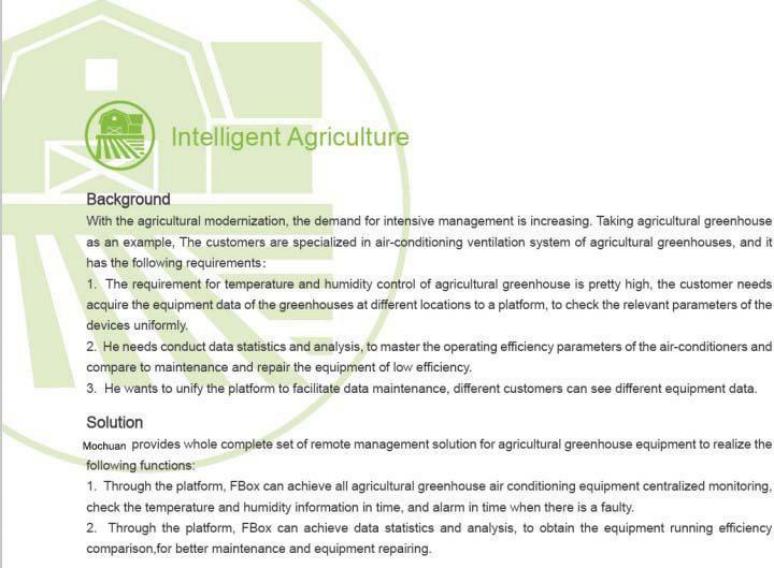 Intelligent Agriculture
Background
With the agricultural modernization, the demand for intensive management is increasing. Taking agricultural greenhouse
as an example, The customers are specialized in air-conditioning ventilation system of agricultural greenhouses, and it
has the following requirements:
1. The requirement for temperature and humidity control of agricultural greenhouse is pretty high, the customer needs
acquire the equipment data of the greenhouses at different locations to a platform, to check the relevant parameters of the
devices uniformly.
2. He needs conduct data statistics and analysis, to master the operating efficiency parameters of the air-conditioners and
compare to maintenance and repair the equipment of low efficiency.
3. He wants to unify the platform to facilitate data maintenance, different customers can see different equipment data.
Solution
Mochuan provides whole complete set of remote management solution for agricultural greenhouse equipment to realize the
following functions:
1. Through the platform, FBox can achieve all agricultural greenhouse air conditioning equipment centralized monitoring,
check the temperature and humidity information in time, and alarm in time when there is a faulty.
2. Through the platform, FBox can achieve data statistics and analysis, to obtain the equipment running efficiency
comparison,for better maintenance and equipment repairing.